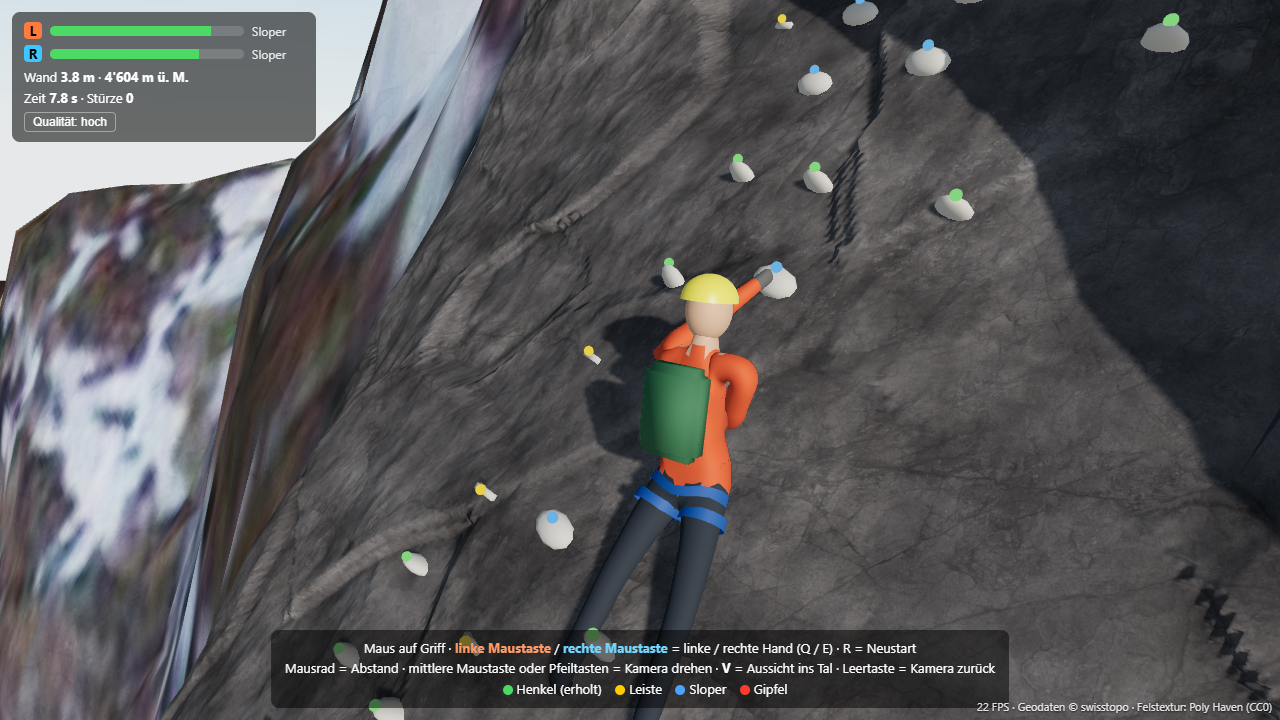 L Sloper
R Sloper
Wand 3.8 m · 4'604 m ü. M.
Zeit 7.8 s · Stürze 0
Qualität: hoch
Maus auf Griff · linke Maustaste / rechte Maustaste = linke / rechte Hand (Q / E) · R = Neustart
Mausrad = Abstand · mittlere Maustaste oder Pfeiltasten = Kamera drehen · V = Aussicht ins Tal · Leertaste = Kamera zurück
Henkel (erholt) Leiste Sloper Gipfel
22 FPS · Geodaten © swisstopo · Felstextur: Poly Haven (CC0)